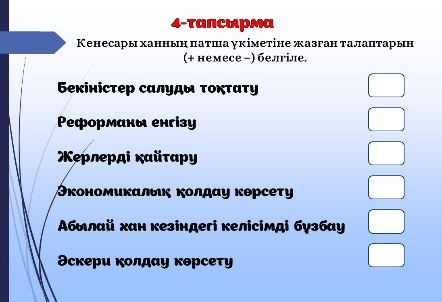 4-тапсырма
Кенесары ханның патша үкіметіне жазған талаптарын
(+ немесе –) белгіле.
Бекіністер салуды тоқтату
Реформаны енгізу
Жерлерді қайтару
Экономикалық қолдау көрсету
Абылай хан кезіндегі келісімді бұзбау
Әскери қолдау көрсету